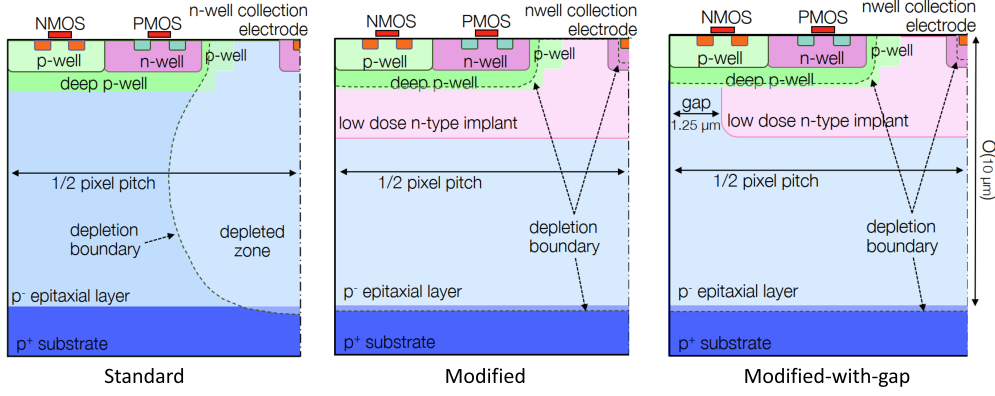 n-well collection
electrode
NMOS
PMOS
p-well
n-well
p-well
deep p-well
1/2 pixel pitch
depletion
boundary
depleted
zone
p⁻ epitaxial layer
p⁺ substrate
Standard
nwell collection
electrode
NMOS
PMOS
p-well
n-well
p-well
deep p-well
low dose n-type implant
1/2 pixel pitch
depletion
boundary
p⁻ epitaxial layer
p⁺ substrate
Modified
nwell collection
electrode
NMOS
PMOS
p-well
n-well
p-well
deep p-well
gap
1.25 µm
low dose n-type implant
1/2 pixel pitch
depletion
boundary
p⁻ epitaxial layer
p⁺ substrate
O(10 µm)
Modified-with-gap